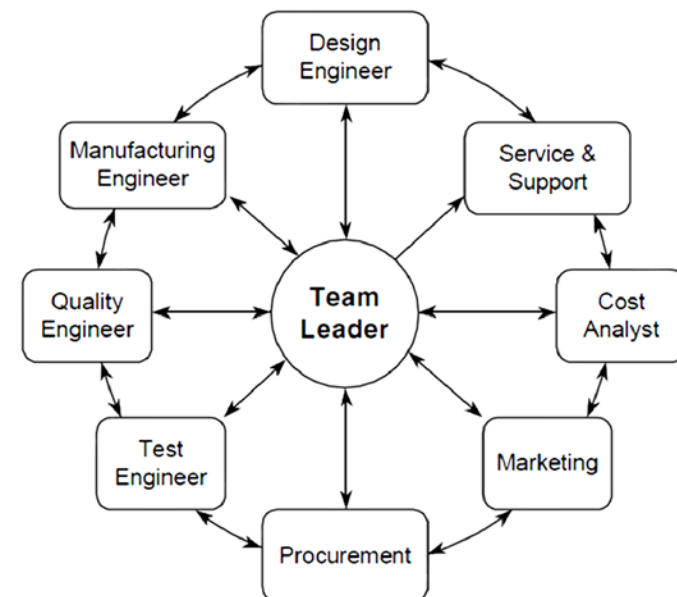 Design
Engineer
Manufacturing
Engineer
Service &
Support
Quality
Engineer
Team
Leader
Cost
Analyst
Test
Engineer
Marketing
Procurement